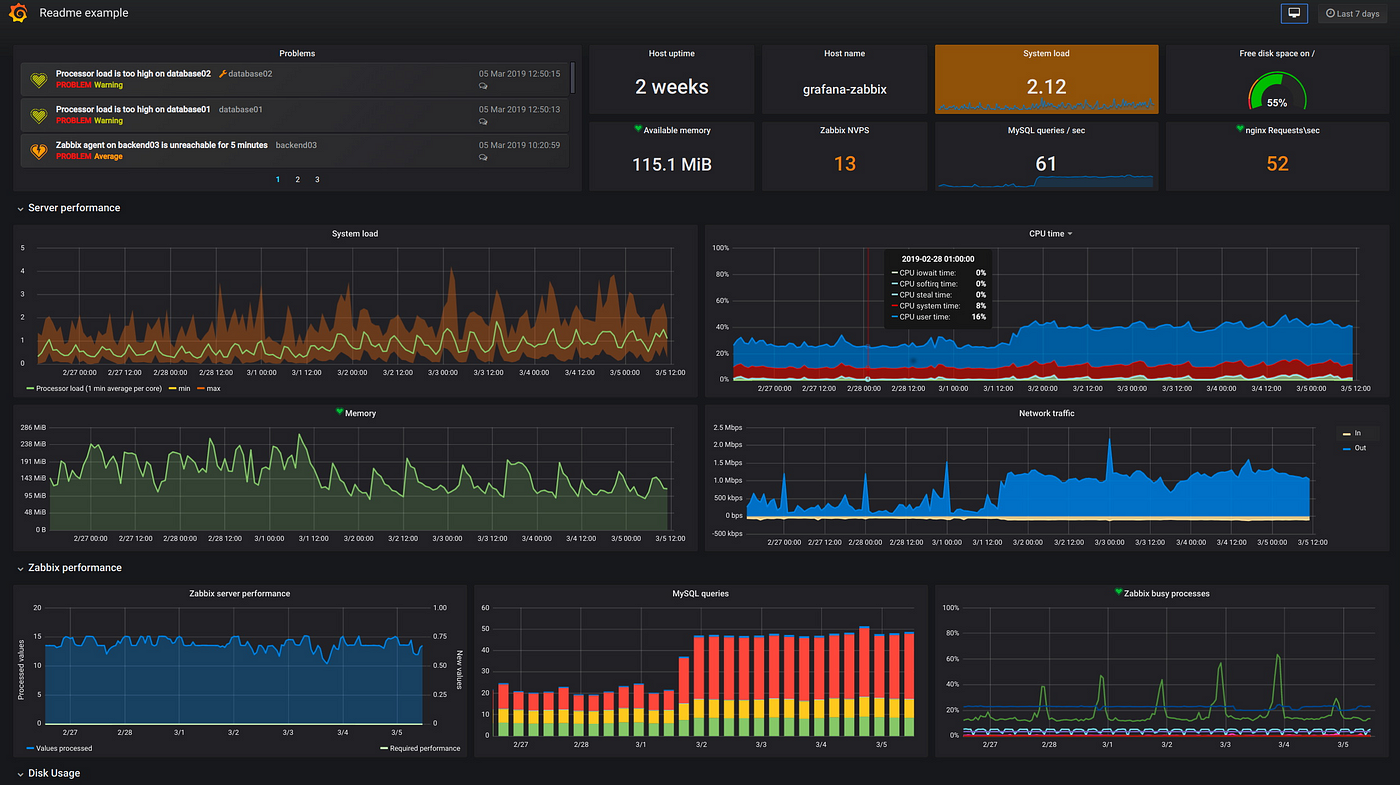 Readme example
Last 7 days
Problems
Processor load is too high on database02 database02 05 Mar 2019 12:50:15
PROBLEM Warning
Processor load is too high on database01 database01 05 Mar 2019 12:50:13
PROBLEM Warning
Zabbix agent on backend03 is unreachable for 5 minutes backend03 05 Mar 2019 10:20:59
PROBLEM Average
1 2 3
Host uptime
2 weeks
Host name
grafana-zabbix
System load
2.12
Free disk space on /
55%
Available memory
115.1 MiB
Zabbix NVPS
13
MySQL queries / sec
61
nginx Requests\sec
52
Server performance
System load
5
4
3
2
1
0
2/27 00:00 2/27 12:00 2/28 00:00 2/28 12:00 3/1 00:00 3/1 12:00 3/2 00:00 3/2 12:00 3/3 00:00 3/3 12:00 3/4 00:00 3/4 12:00 3/5 00:00 3/5 12:00
Processor load (1 min average per core) min max
CPU time
100%
80%
60%
40%
20%
0%
2019-02-28 01:00:00
CPU iowait time: 0%
CPU softirq time: 0%
CPU steal time: 0%
CPU system time: 8%
CPU user time: 16%
2/27 00:00 2/27 12:00 2/28 00:00 2/28 12:00 3/1 00:00 3/1 12:00 3/2 00:00 3/2 12:00 3/3 00:00 3/3 12:00 3/4 00:00 3/4 12:00 3/5 00:00 3/5 12:00
Memory
286 MiB
238 MiB
191 MiB
143 MiB
95 MiB
48 MiB
0 B
2/27 00:00 2/27 12:00 2/28 00:00 2/28 12:00 3/1 00:00 3/1 12:00 3/2 00:00 3/2 12:00 3/3 00:00 3/3 12:00 3/4 00:00 3/4 12:00 3/5 00:00 3/5 12:00
Network traffic
2.5 Mbps
2.0 Mbps
1.5 Mbps
1.0 Mbps
500 kbps
0 bps
-500 kbps
2/27 00:00 2/27 12:00 2/28 00:00 2/28 12:00 3/1 00:00 3/1 12:00 3/2 00:00 3/2 12:00 3/3 00:00 3/3 12:00 3/4 00:00 3/4 12:00 3/5 00:00 3/5 12:00
In
Out
Zabbix performance
Zabbix server performance
Processed values
20
15
10
5
0
1.00
0.75
0.50
0.25
0
New values
2/27 2/28 3/1 3/2 3/3 3/4 3/5
Values processed Required performance
MySQL queries
60
50
40
30
20
10
0
2/27 2/28 3/1 3/2 3/3 3/4 3/5
Zabbix busy processes
100%
80%
60%
40%
20%
0%
2/27 2/28 3/1 3/2 3/3 3/4 3/5
Disk Usage